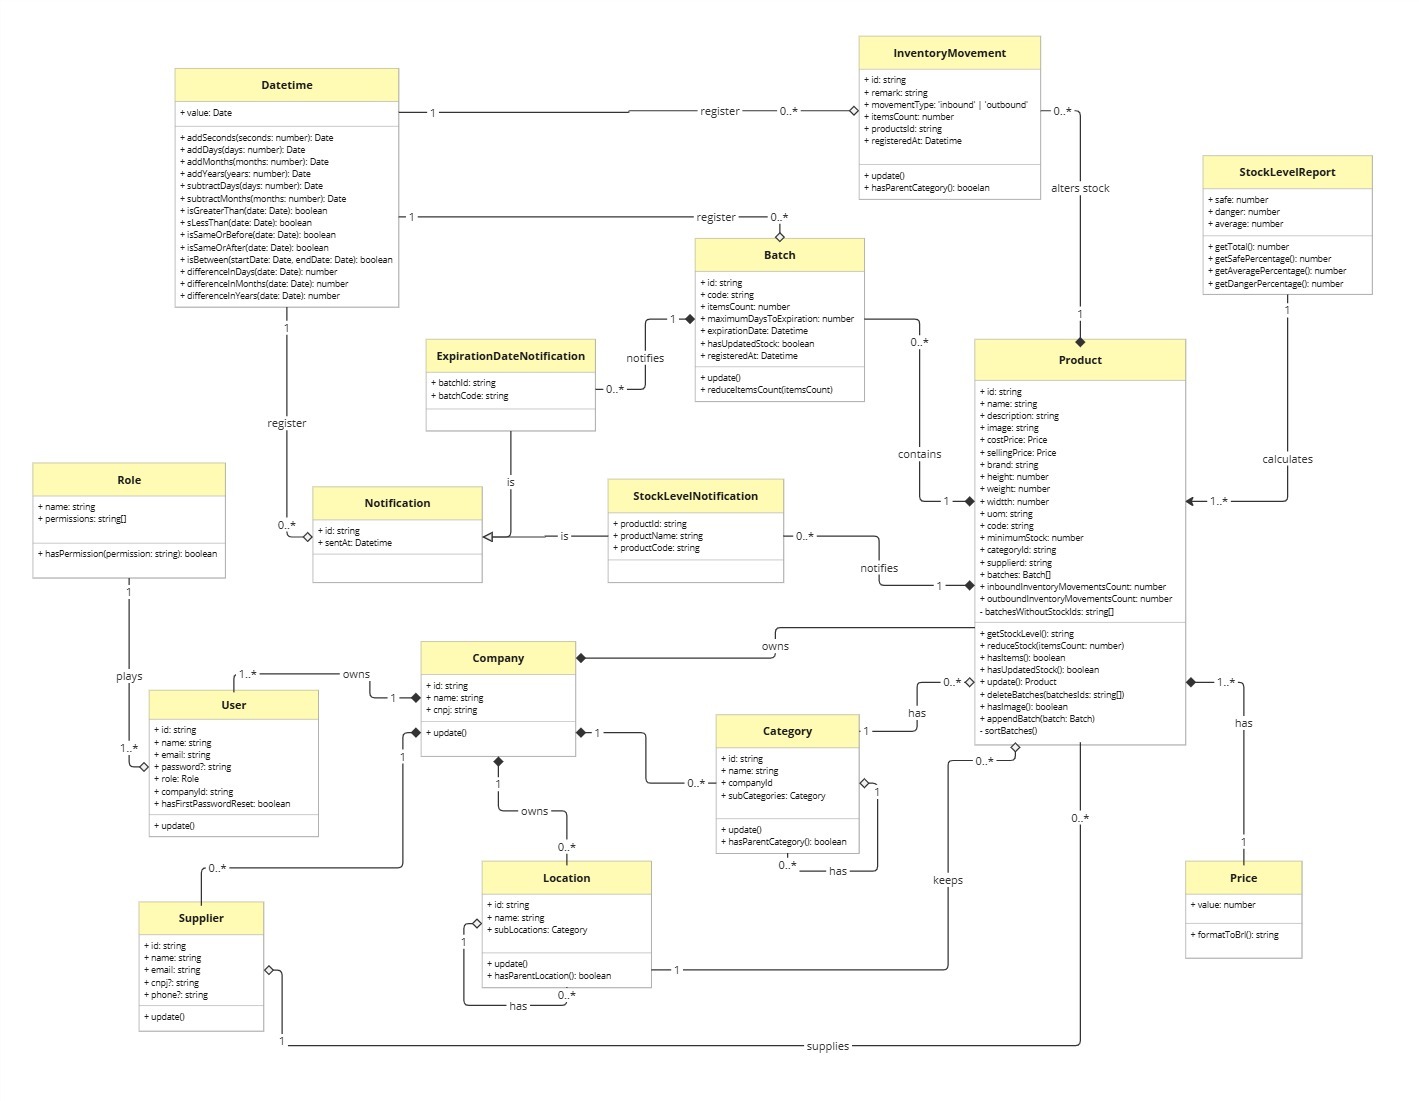 InventoryMovement
+ id: string
+ remark: string
+ movementType: 'inbound' | 'outbound'
+ itemsCount: number
+ productsId: string
+ registeredAt: Datetime
+ update()
+ hasParentCategory(): booelan
Datetime
+ value: Date
+ addSeconds(seconds: number): Date
+ addDays(days: number): Date
+ addMonths(months: number): Date
+ addYears(years: number): Date
+ subtractDays(days: number): Date
+ subtractMonths(months: number): Date
+ isGreaterThan(date: Date): boolean
+ sLessThan(date: Date): boolean
+ isSameOrBefore(date: Date): boolean
+ isSameOrAfter(date: Date): boolean
+ isBetween(startDate: Date, endDate: Date): boolean
+ differenceInDays(date: Date): number
+ differenceInMonths(date: Date): number
+ differenceInYears(date: Date): number
1
register
0..*
0..*
alters stock
1
1
register
0..*
StockLevelReport
+ safe: number
+ danger: number
+ average: number
+ getTotal(): number
+ getSafePercentage(): number
+ getAveragePercentage(): number
+ getDangerPercentage(): number
1
calculates
1..*
Batch
+ id: string
+ code: string
+ itemsCount: number
+ maximumDaysToExpiration: number
+ expirationDate: Datetime
+ hasUpdatedStock: boolean
+ registeredAt: Datetime
+ update()
+ reduceItemsCount(itemsCount)
0..*
contains
1
1
notifies
0..*
ExpirationDateNotification
+ batchId: string
+ batchCode: string
is
1
register
0..*
Product
+ id: string
+ name: string
+ description: string
+ image: string
+ costPrice: Price
+ sellingPrice: Price
+ brand: string
+ height: number
+ weight: number
+ widtth: number
+ uom: string
+ code: string
+ minimumStock: number
+ categoryId: string
+ supplierd: string
+ batches: Batch[]
+ inboundInventoryMovementsCount: number
+ outboundInventoryMovementsCount: number
- batchesWithoutStockIds: string[]
+ getStockLevel(): string
+ reduceStock(itemsCount: number)
+ hasItems(): boolean
+ hasUpdatedStock(): boolean
+ update(): Product
+ deleteBatches(batchesIds: string[])
+ hasImage(): boolean
+ appendBatch(batch: Batch)
- sortBatches()
Role
+ name: string
+ permissions: string[]
+ hasPermission(permission: string): boolean
Notification
+ id: string
+ sentAt: Datetime
is
StockLevelNotification
+ productId: string
+ productName: string
+ productCode: string
0..*
notifies
1
1
plays
1..*
1..*
owns
1
User
+ id: string
+ name: string
+ email: string
+ password?: string
+ role: Role
+ companyId: string
+ hasFirstPasswordReset: boolean
+ update()
Company
+ id: string
+ name: string
+ cnpj: string
+ update()
owns
1
0..*
1
0..*
1
owns
0..*
Category
+ id: string
+ name: string
+ companyId
+ subCategories: Category
+ update()
+ hasParentCategory(): boolean
1
has
0..*
1
0..*
has
1..*
has
1
Price
+ value: number
+ formatToBrl(): string
Location
+ id: string
+ name: string
+ subLocations: Category
+ update()
+ hasParentLocation(): boolean
1
has
0..*
1
keeps
0..*
Supplier
+ id: string
+ name: string
+ email: string
+ cnpj?: string
+ phone?: string
+ update()
1
supplies
0..*